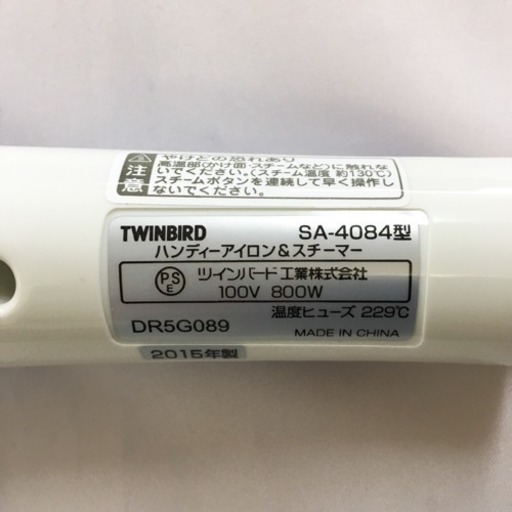 注意
やけどの恐れあり
高温部(かけ面・スチームなど)に触れな
いでください。(スチーム温度 約130℃)
スチームボタンを連続して早く操作し
ないでください。
TWINBIRD SA-4084型
ハンディーアイロン&スチーマー
PSE ツインバード工業株式会社
100V 800W
温度ヒューズ 229℃
DR5G089 MADE IN CHINA
2015年製